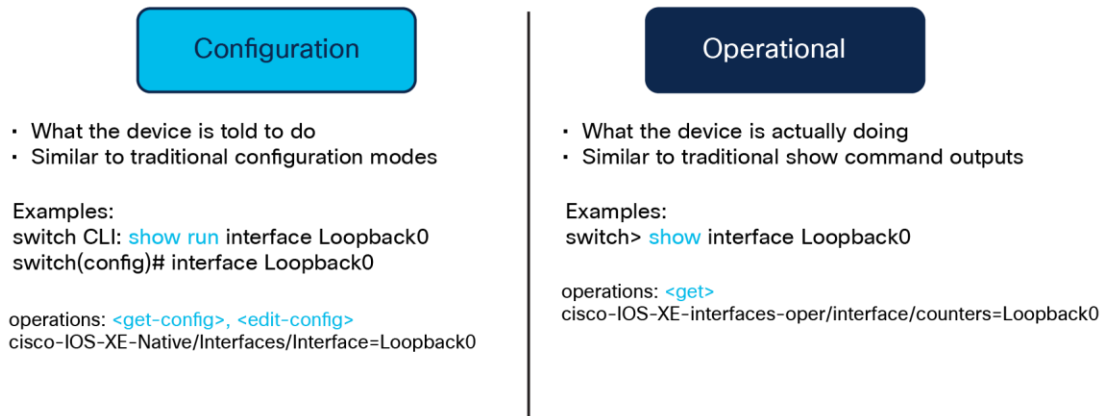 Configuration
· What the device is told to do
· Similar to traditional configuration modes
Examples:
switch CLI: show run interface Loopback0
switch(config)# interface Loopback0
operations: <get-config>, <edit-config>
cisco-IOS-XE-Native/Interfaces/Interface=Loopback0
Operational
· What the device is actually doing
· Similar to traditional show command outputs
Examples:
switch> show interface Loopback0
operations: <get>
cisco-IOS-XE-interfaces-oper/interface/counters=Loopback0